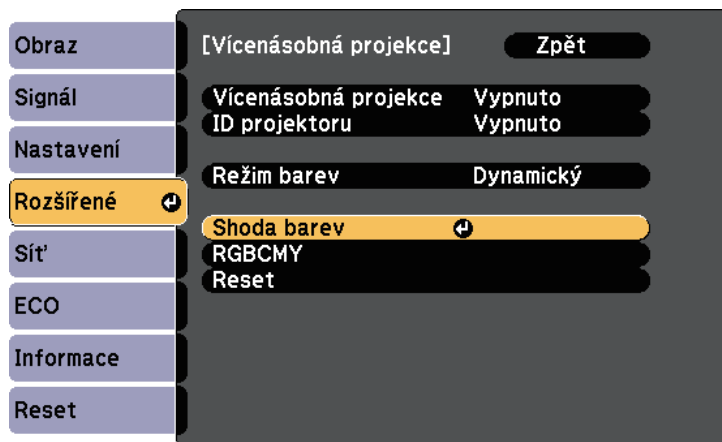 Obraz
Signál
Nastavení
Rozšířené
Síť
ECO
Informace
Reset
[Vícenásobná projekce] Zpět
Vícenásobná projekce Vypnuto
ID projektoru Vypnuto
Režim barev Dynamický
Shoda barev
RGBCMY
Reset